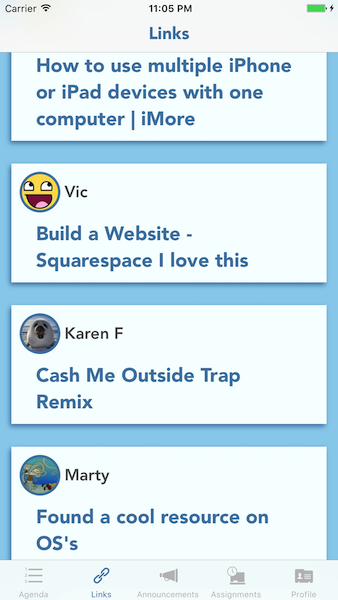 Carrier 11:05 PM
Links
How to use multiple iPhone
or iPad devices with one
computer | iMore
Vic
Build a Website -
Squarespace I love this
Karen F
Cash Me Outside Trap
Remix
Marty
Found a cool resource on
OS's
Agenda Links Announcements Assignments Profile